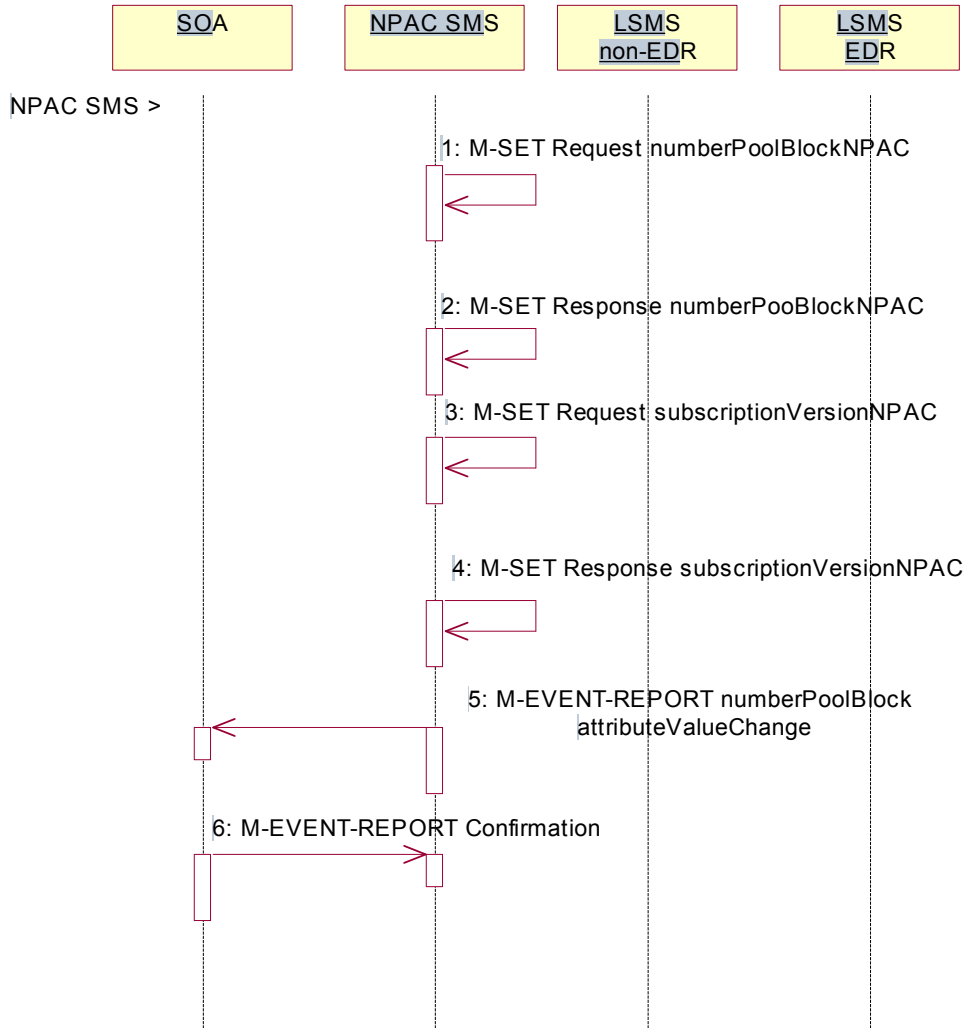 SOA
NPAC SMS
LSMS
non-EDR
LSMS
EDR
NPAC SMS >
1: M-SET Request numberPoolBlockNPAC
2: M-SET Response numberPooBlockNPAC
3: M-SET Request subscriptionVersionNPAC
4: M-SET Response subscriptionVersionNPAC
5: M-EVENT-REPORT numberPoolBlock
attributeValueChange
6: M-EVENT-REPORT Confirmation